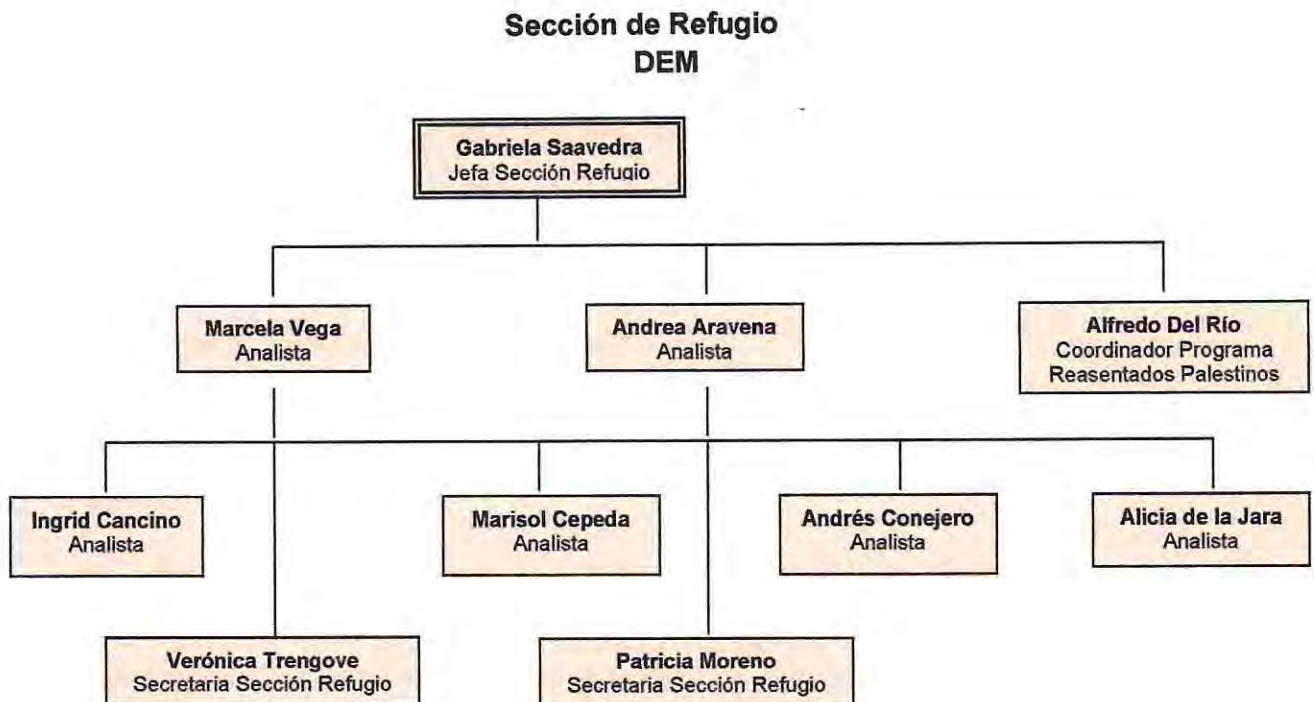 Sección de Refugio
DEM
Gabriela Saavedra
Jefa Sección Refugio
Marcela Vega
Analista
Andrea Aravena
Analista
Alfredo Del Río
Coordinador Programa
Reasentados Palestinos
Ingrid Cancino
Analista
Marisol Cepeda
Analista
Andrés Conejero
Analista
Alicia de la Jara
Analista
Verónica Trengove
Secretaria Sección Refugio
Patricia Moreno
Secretaria Sección Refugio